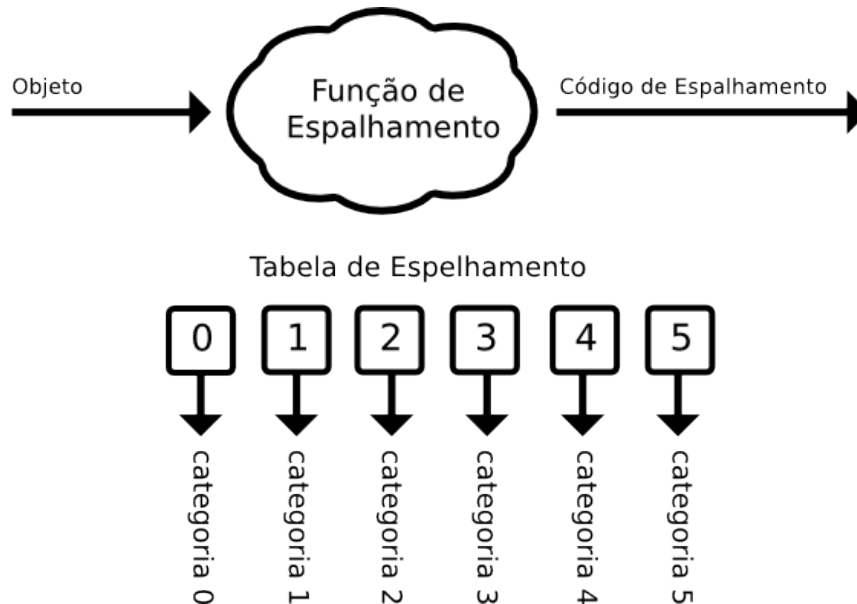 Objeto
Função de
Espalhamento
Código de Espalhamento
Tabela de Espelhamento
0 1 2 3 4 5
categoria 0
categoria 1
categoria 2
categoria 3
categoria 4
categoria 5